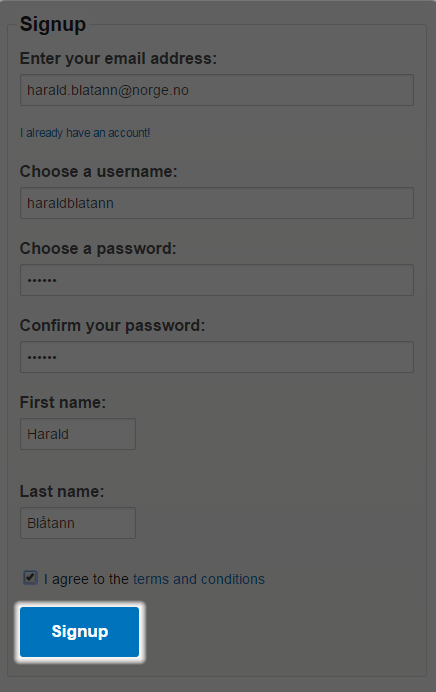 Signup
Enter your email address:
harald.blatann@norge.no
I already have an account!
Choose a username:
haraldblatann
Choose a password:
••••••
Confirm your password:
••••••
First name:
Harald
Last name:
Blåtann
I agree to the terms and conditions
Signup